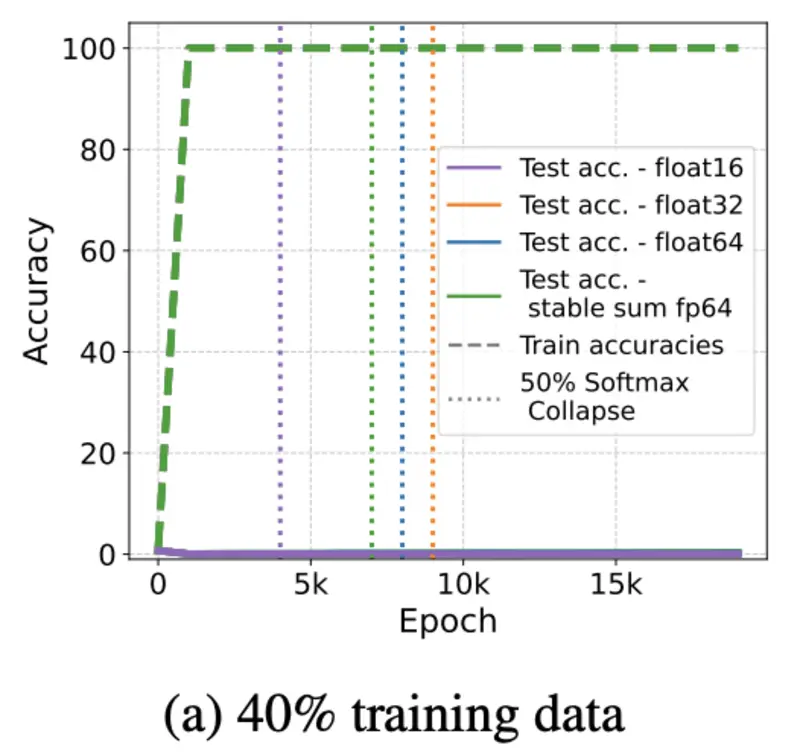 100
80
60
40
20
0
Accuracy
Test acc. - float16
Test acc. - float32
Test acc. - float64
Test acc. -
stable sum fp64
Train accuracies
50% Softmax
Collapse
0 5k 10k 15k
Epoch
(a) 40% training data